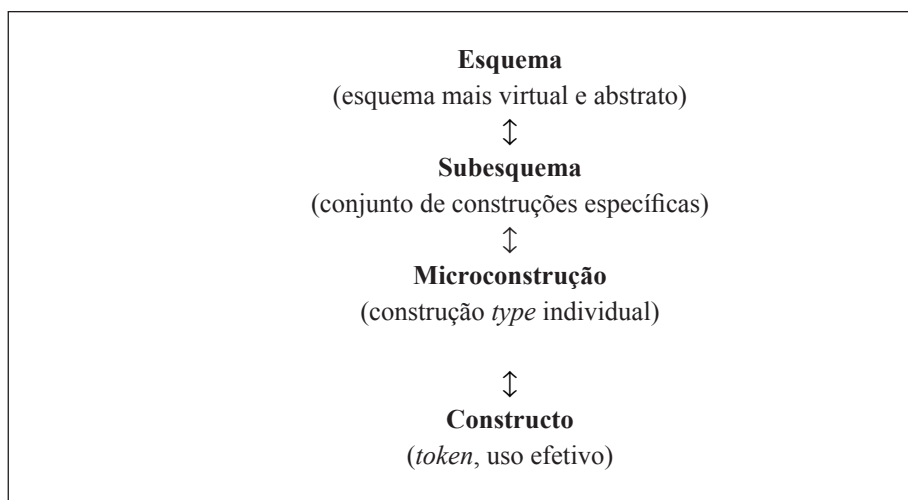 Esquema
(esquema mais virtual e abstrato)
↕
Subesquema
(conjunto de construções específicas)
↕
Microconstrução
(construção type individual)
↕
Constructo
(token, uso efetivo)